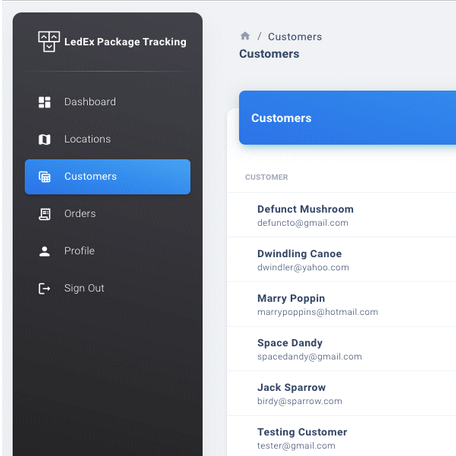 LedEx Package Tracking
Dashboard
Locations
Customers
Orders
Profile
Sign Out
/ Customers
Customers
Customers
CUSTOMER
Defunct Mushroom
defuncto@gmail.com
Dwindling Canoe
dwindler@yahoo.com
Marry Poppin
marrypoppins@hotmail.com
Space Dandy
spacedandy@gmail.com
Jack Sparrow
birdy@sparrow.com
Testing Customer
tester@gmail.com